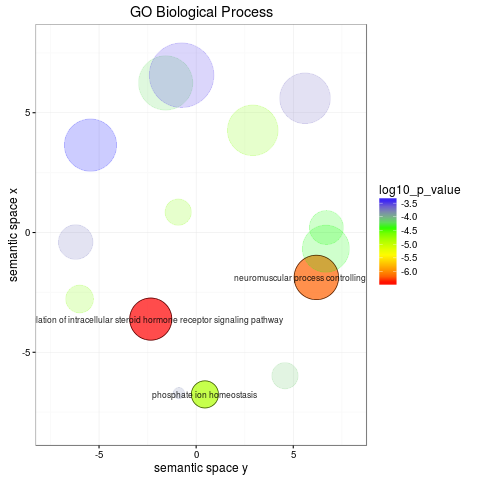 GO Biological Process
log10_p_value
-3.5
-4.0
-4.5
-5.0
-5.5
-6.0
5
0
-5
neuromuscular process controlling
lation of intracellular steroid hormone receptor signaling pathway
phosphate ion homeostasis
-5
0
5
semantic space x
semantic space y